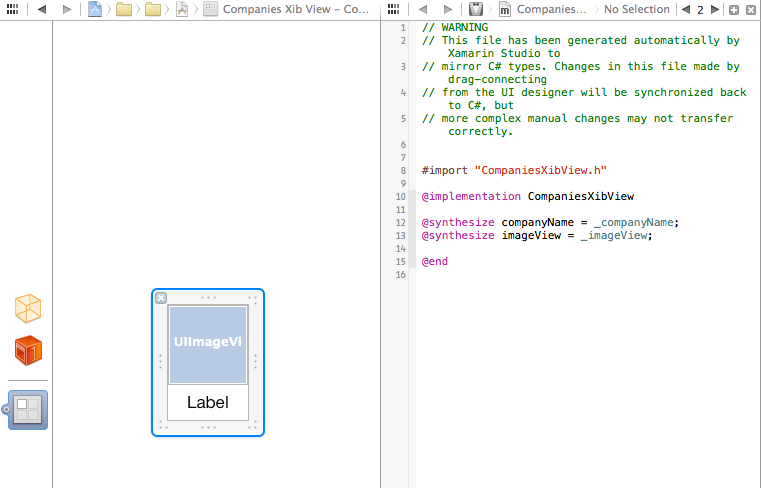 Companies Xib View – Co...
Companies... No Selection 2
UIImageVi
Label
1 // WARNING
2 // This file has been generated automatically by
Xamarin Studio to
3 // mirror C# types. Changes in this file made by
drag-connecting
4 // from the UI designer will be synchronized back
to C#, but
5 // more complex manual changes may not transfer
correctly.
6
7
8 #import "CompaniesXibView.h"
9
10 @implementation CompaniesXibView
11
12 @synthesize companyName = _companyName;
13 @synthesize imageView = _imageView;
14
15 @end
16